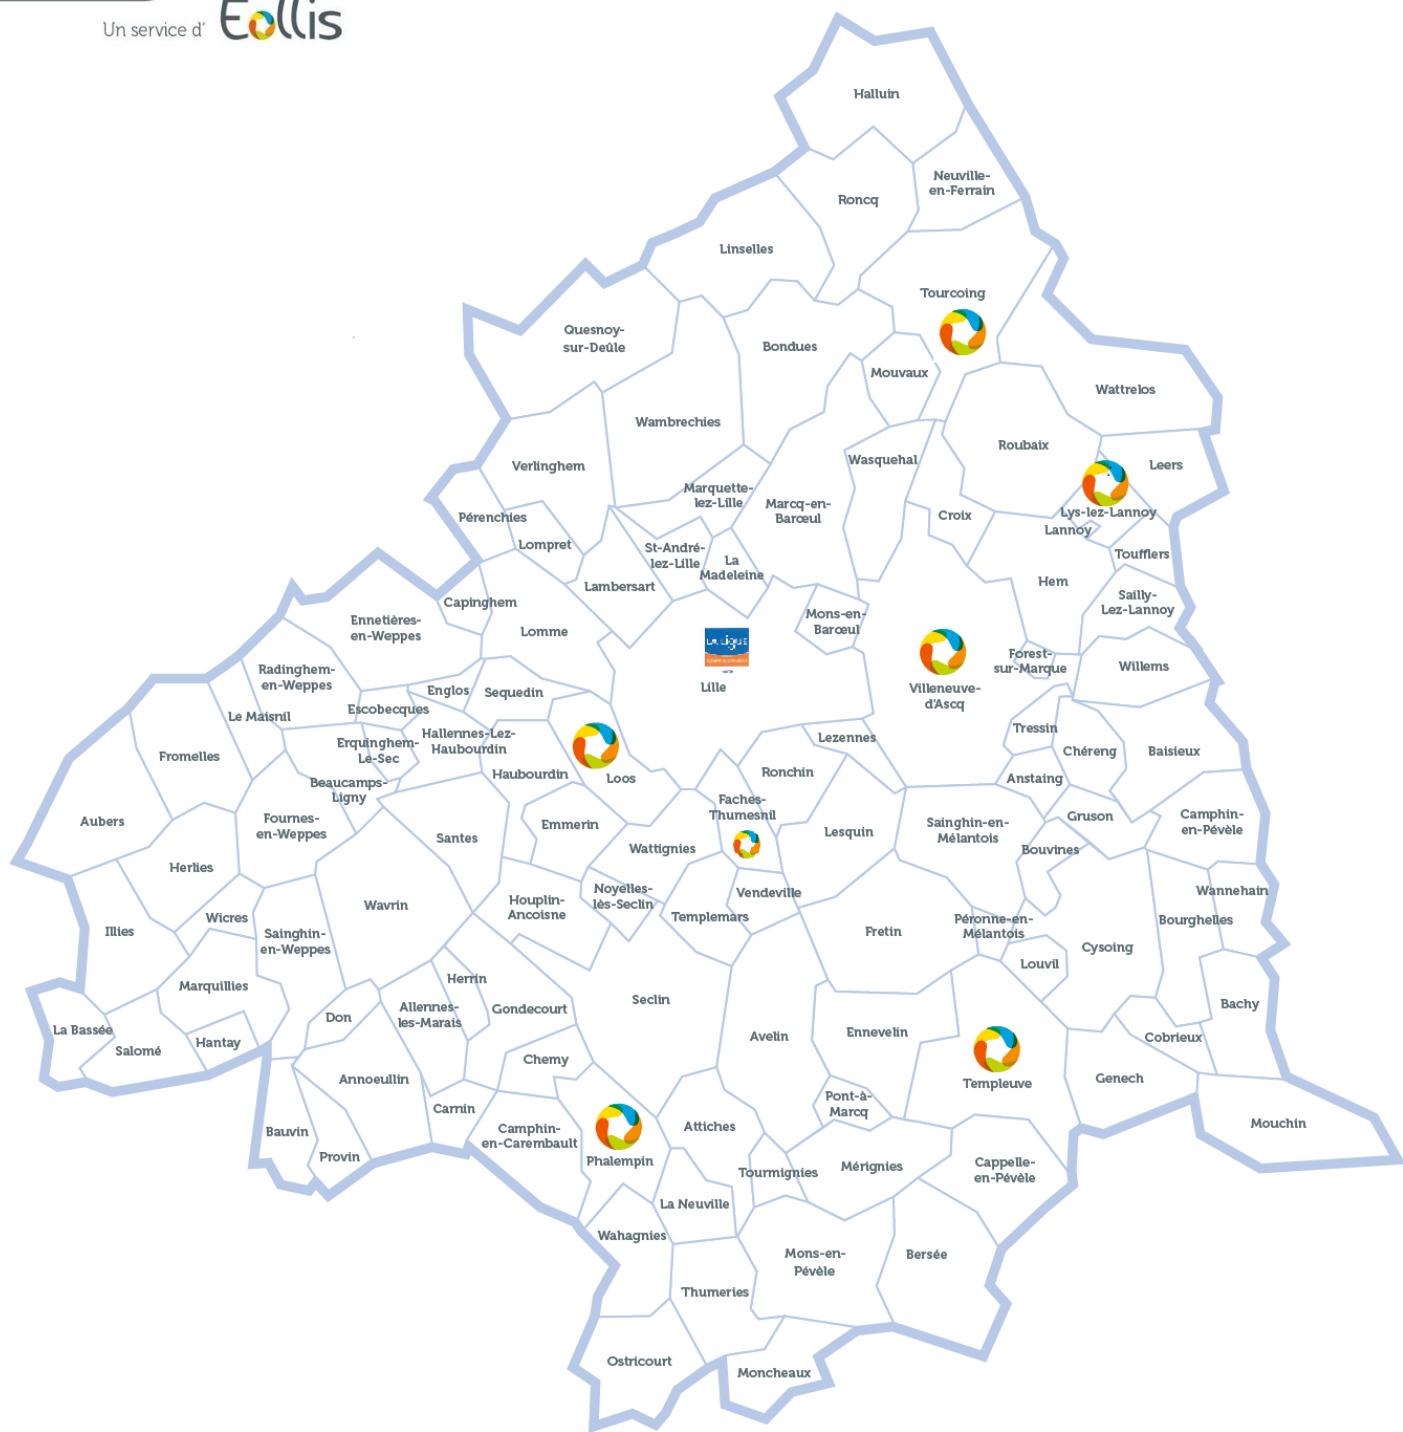 Un service d' Eollis
Halluin
Neuville-
en-Ferrain
Roncq
Linselles
Tourcoing
Quesnoy-
sur-Deûle
Bondues
Mouvaux
Wattrelos
Wambrechies
Roubaix
Wasquehal
Verlinghem
Leers
Marquette-
lez-Lille
Marcq-en-
Barœul
Pérenchies
Croix
Lys-lez-Lannoy
Lannoy
Lompret
St-André-
lez-Lille
La
Madeleine
Toufflers
Lambersart
Hem
Capinghem
Sailly-
Lez-Lannoy
Ennetières-
en-Weppes
Lomme
Mons-en-
Barœul
LA LIGUE
Lille
Forest-
sur-Marque
Willems
Radinghem-
en-Weppes
Englos
Sequedin
Villeneuve-
d'Ascq
Escobecques
Le Maisnil
Tressin
Hallennes-Lez-
Haubourdin
Lezennes
Erquinghem-
Le-Sec
Chéreng
Baisieux
Fromelles
Haubourdin
Loos
Ronchin
Anstaing
Beaucamps-
Ligny
Faches-
Thumesnil
Aubers
Fournes-
en-Weppes
Emmerin
Santes
Lesquin
Sainghin-en-
Mélantois
Gruson
Camphin-
en-Pévèle
Wattignies
Bouvines
Herlies
Noyelles-
lès-Seclin
Vendeville
Wannehain
Wavrin
Houplin-
Ancoisne
Templemars
Wicres
Péronne-en-
Mélantois
Bourghelles
Illies
Sainghin-
en-Weppes
Fretin
Cysoing
Louvil
Herrin
Marquillies
Seclin
Bachy
Allennes-
les-Marais
Gondecourt
Don
La Bassée
Ennevelin
Avelin
Cobrieux
Hantay
Salomé
Chemy
Annoeullin
Templeuve
Genech
Pont-à-
Marcq
Carnin
Attiches
Mouchin
Bauvin
Camphin-
en-Carembault
Provin
Phalempin
Tourmignies
Mérignies
Cappelle-
en-Pévèle
La Neuville
Wahagnies
Mons-en-
Pévèle
Bersée
Thumeries
Ostricourt
Moncheaux